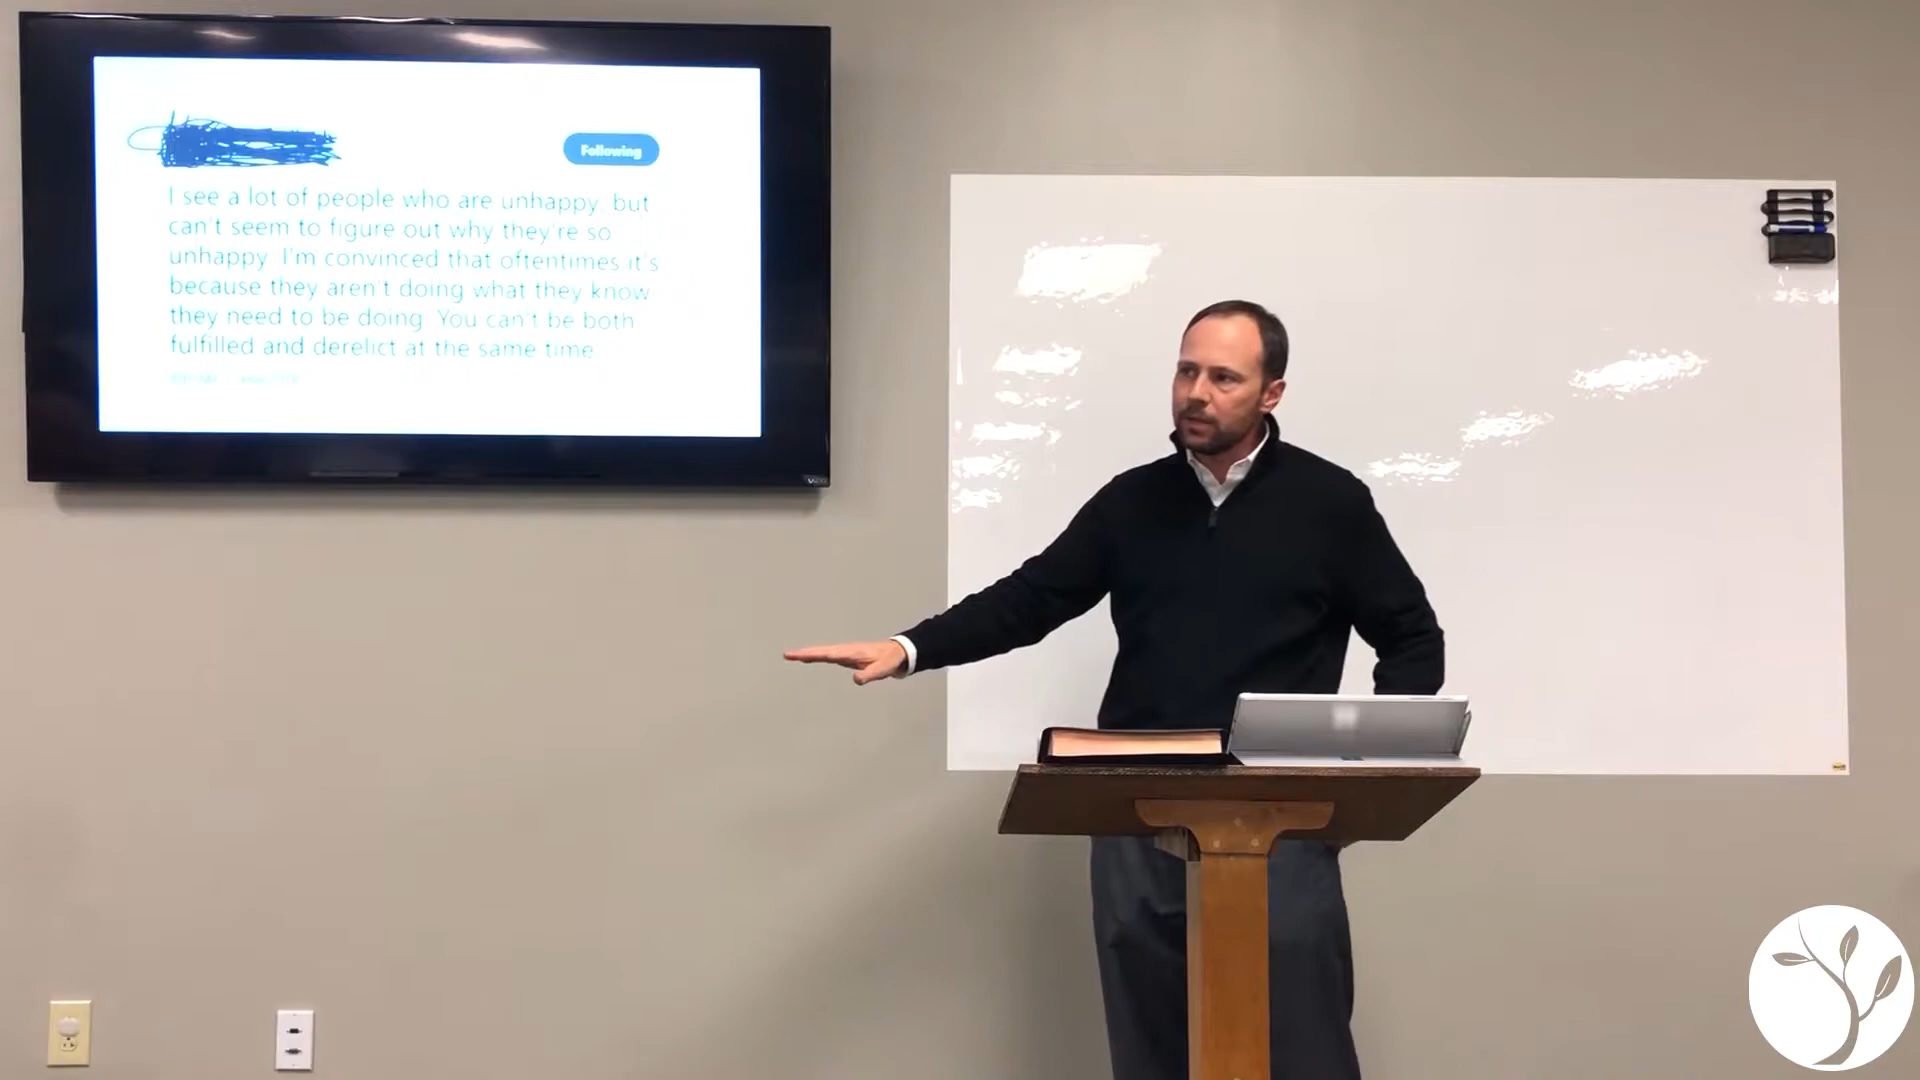 Following
I see a lot of people who are unhappy, but
can't seem to figure out why they're so
unhappy. I'm convinced that oftentimes it's
because they aren't doing what they know
they need to be doing. You can't be both
fulfilled and derelict at the same time.
VIZIO